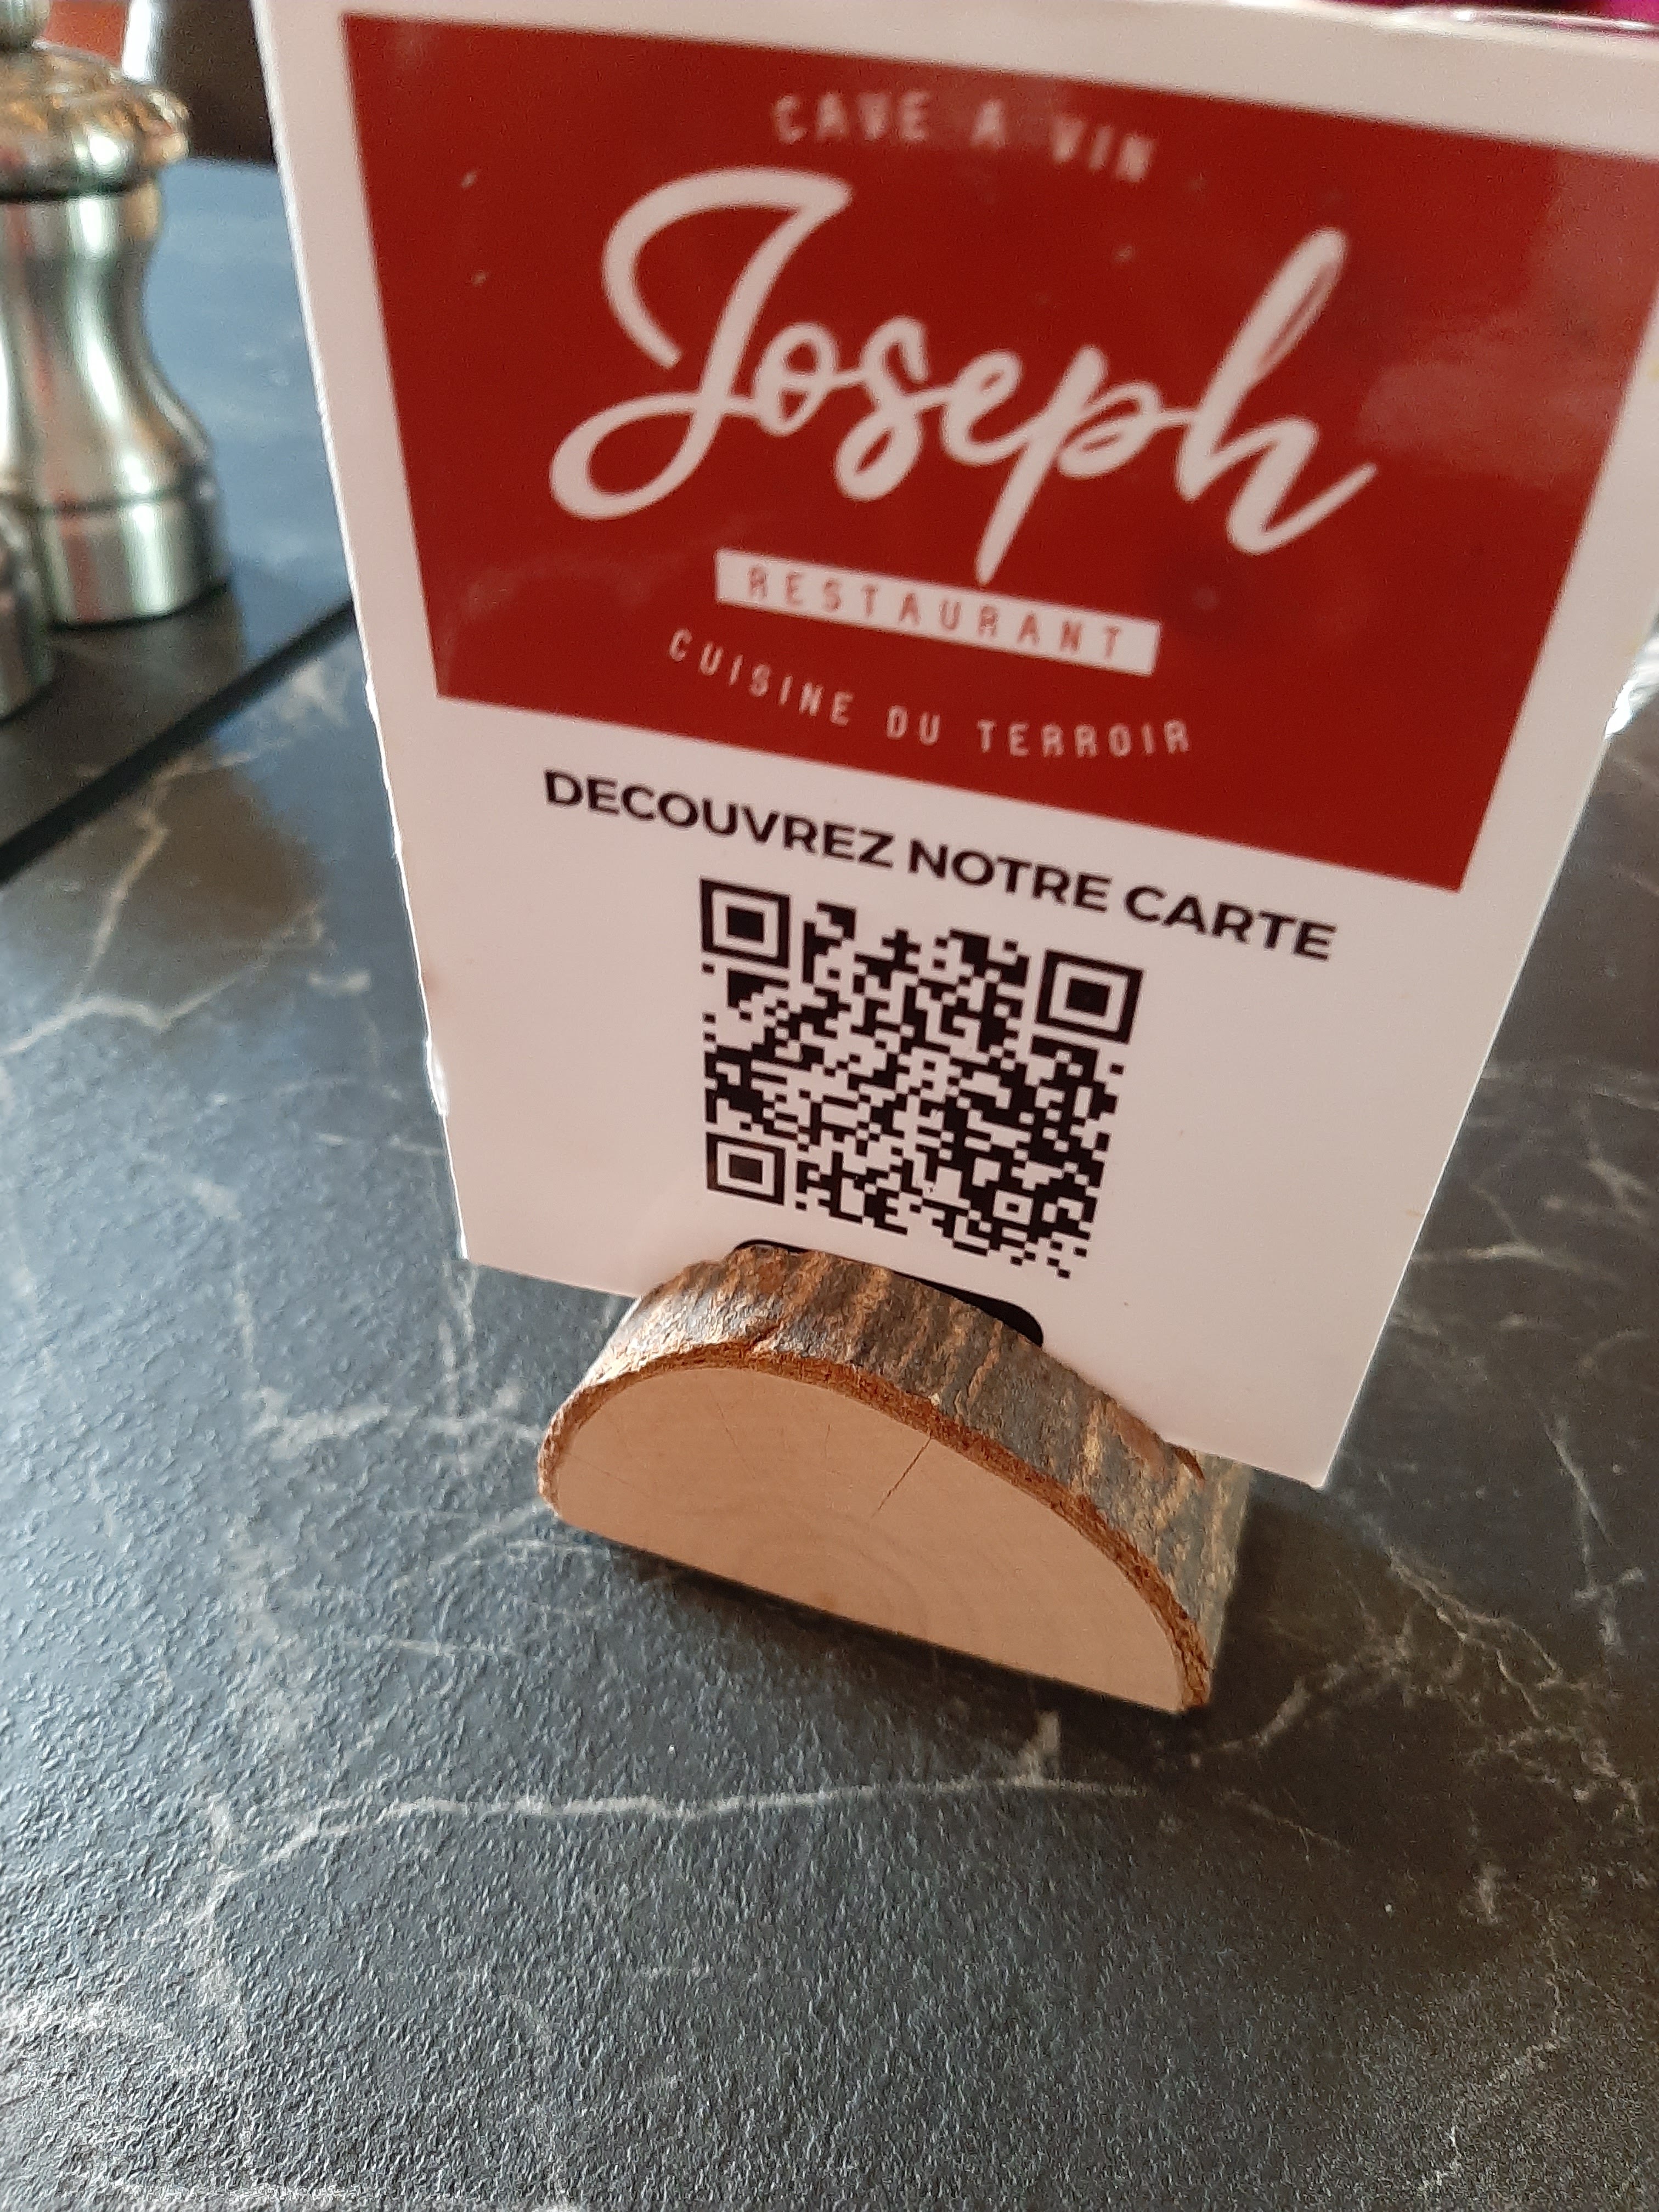 CAVE A VIN
Joseph
RESTAURANT
CUISINE DU TERROIR
DECOUVREZ NOTRE CARTE